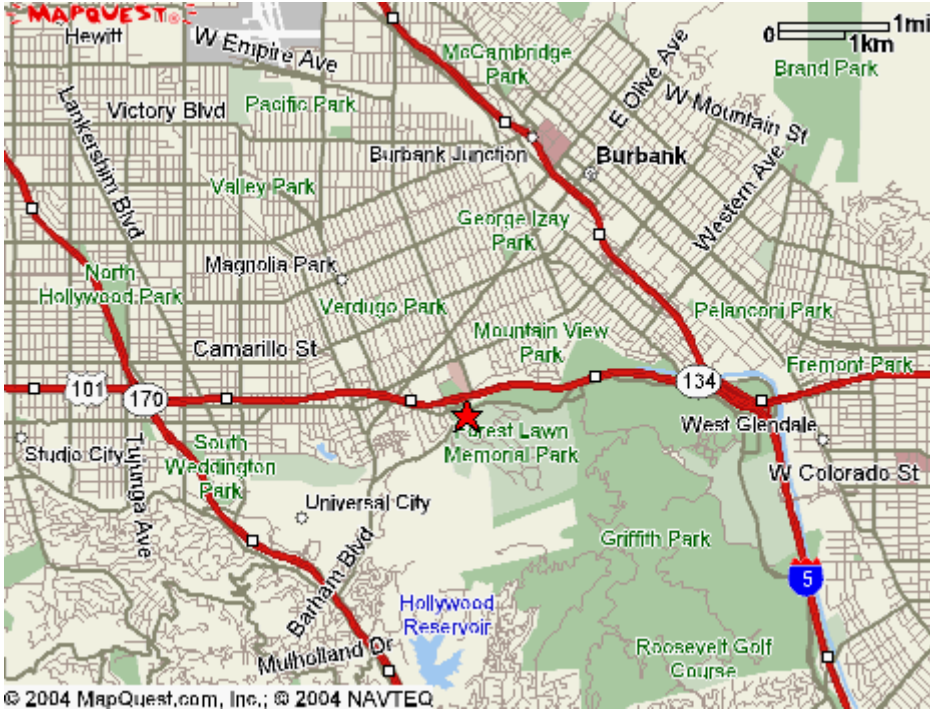 MAPQUEST®
Hewitt
W Empire Ave
McCambridge
Park
E Olive Ave
0 1mi
1km
Brand Park
Lankershim Blvd
Victory Blvd
Pacific Park
W Mountain St
Burbank Junction
Burbank
Valley Park
Western Ave
George Izay
Park
Magnolia Park
North
Hollywood Park
Verdugo Park
Pelanconi Park
Mountain View
Park
Camarillo St
Fremont Park
101
170
134
Studio City
Tujunga Ave
South
Weddington
Park
Forest Lawn
Memorial Park
West Glendale
W Colorado St
Universal City
Barham Blvd
Griffith Park
5
Hollywood
Reservoir
Mulholland Dr
Roosevelt Golf
Course
© 2004 MapQuest.com, Inc.; © 2004 NAVTEQ